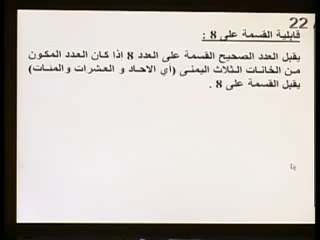 22
قابلية القسمة على 8 :
يقبل العدد الصحيح القسمة على العدد 8 إذا كان العدد المكون
من الخانات الثلاث اليمنى (أي الاحاد و العشرات والمئات)
يقبل القسمة على 8 .